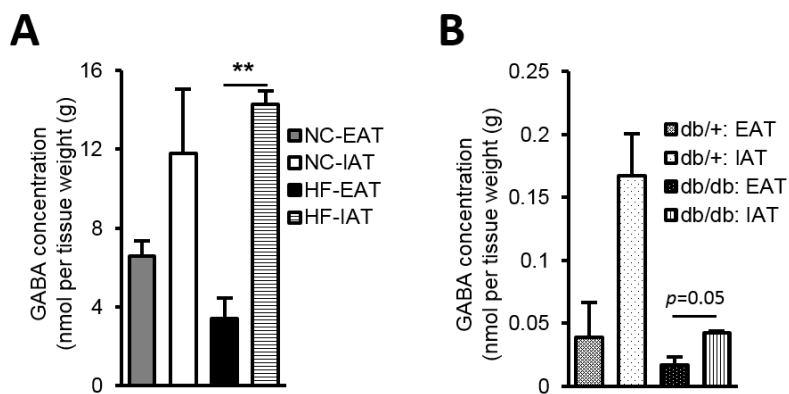 A
GABA concentration
(nmol per tissue weight (g)
16
12
8
4
0
**
NC-EAT
NC-IAT
HF-EAT
HF-IAT
B
GABA concentration
(nmol per tissue weight (g)
0.25
0.2
0.15
0.1
0.05
0
p=0.05
db/+: EAT
db/+: IAT
db/db: EAT
db/db: IAT